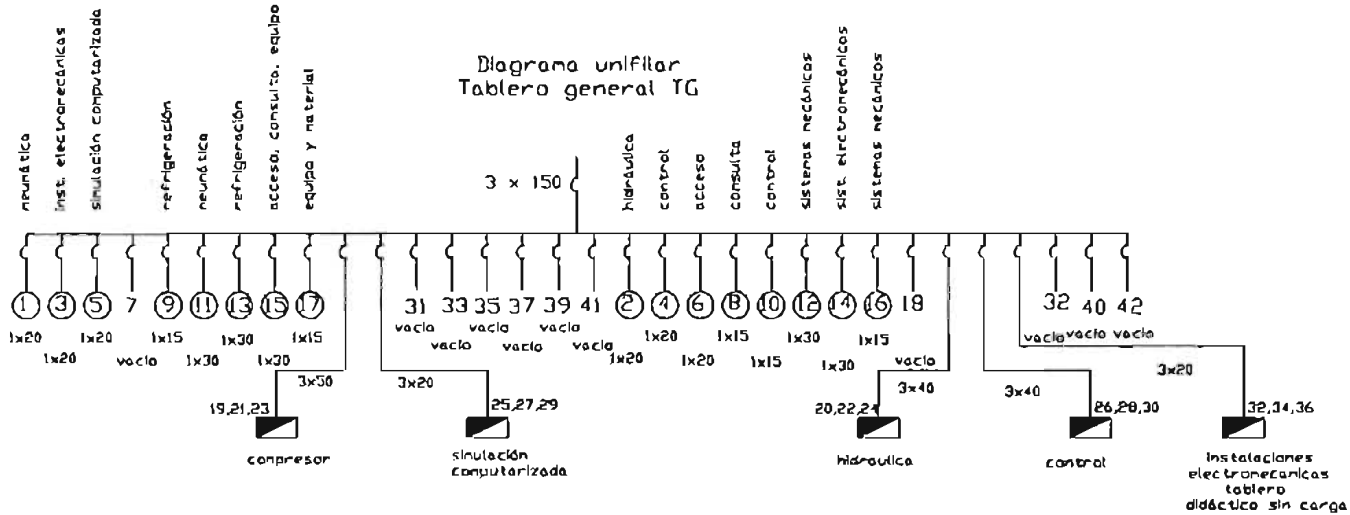 Diagrama unifilar
Tablero general TG
3 x 150
neumática
inst. electromecánicas
simulación computarizada
refrigeración
neumática
refrigeración
acceso, consulta, equipo
equipo y material
hidráulica
control
acceso
consulta
control
sistemas mecánicos
sist. electromecánicos
sistemas mecánicos
1 3 5 7 9 11 13 15 17 31 33 35 37 39 41 2 4 6 8 10 12 14 16 18 32 40 42
1x20 1x20 1x20 vacío 1x15 1x30 1x30 1x30 1x15 vacío vacío vacío vacío vacío vacío 1x20 1x20 1x20 1x15 1x15 1x30 1x30 1x15 vacío vacío vacío vacío
3x50 3x20 3x40 3x40 3x20
19,21,23 25,27,29 20,22,24 26,28,30 32,34,36
compresor
simulación
computarizada
hidraulica
control
instalaciones
electromecanicas
tablero
didáctico sin carga